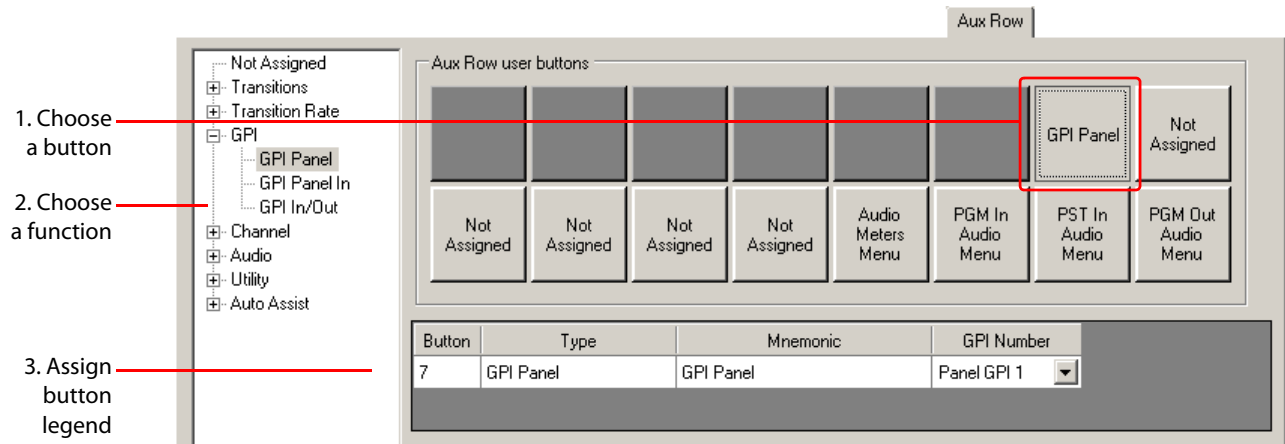 Aux Row
1. Choose
a button
2. Choose
a function
3. Assign
button
legend
Not Assigned
Transitions
Transition Rate
GPI
GPI Panel
GPI Panel In
GPI In/Out
Channel
Audio
Utility
Auto Assist
Aux Row user buttons
GPI Panel
Not
Assigned
Not
Assigned
Not
Assigned
Not
Assigned
Not
Assigned
Audio
Meters
Menu
PGM In
Audio
Menu
PST In
Audio
Menu
PGM Out
Audio
Menu
Button Type Mnemonic GPI Number
7 GPI Panel GPI Panel Panel GPI 1